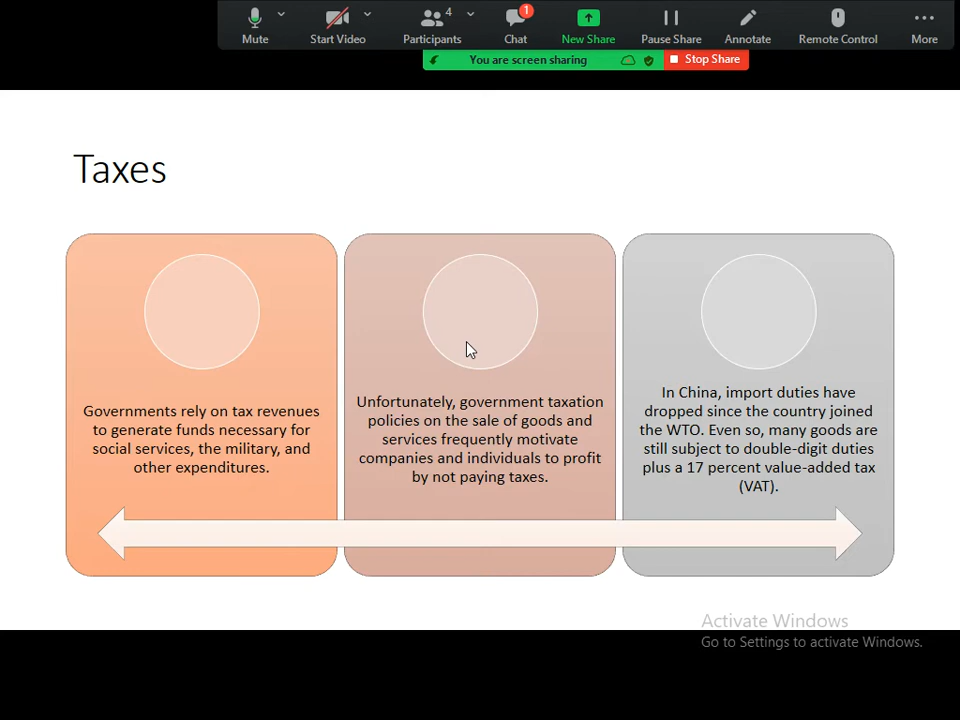 Mute
Start Video
4
Participants
1
Chat
New Share
Pause Share
Annotate
Remote Control
More
You are screen sharing
Stop Share
Taxes
Governments rely on tax revenues
to generate funds necessary for
social services, the military, and
other expenditures.
Unfortunately, government taxation
policies on the sale of goods and
services frequently motivate
companies and individuals to profit
by not paying taxes.
In China, import duties have
dropped since the country joined
the WTO. Even so, many goods are
still subject to double-digit duties
plus a 17 percent value-added tax
(VAT).
Activate Windows
Go to Settings to activate Windows.